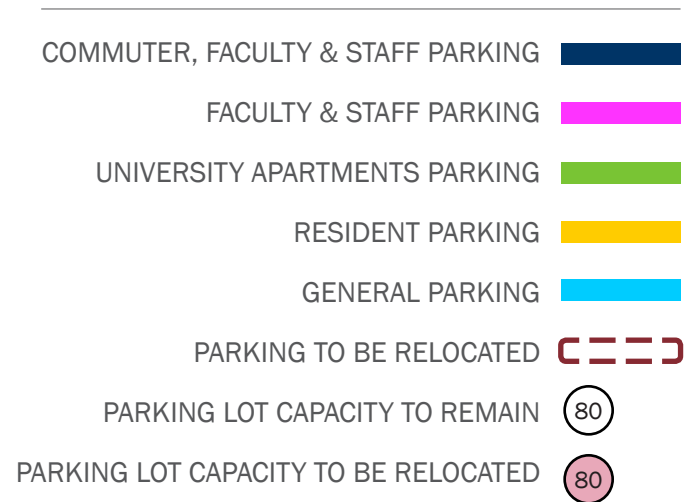 COMMUTER, FACULTY & STAFF PARKING
FACULTY & STAFF PARKING
UNIVERSITY APARTMENTS PARKING
RESIDENT PARKING
GENERAL PARKING
PARKING TO BE RELOCATED
PARKING LOT CAPACITY TO REMAIN 80
PARKING LOT CAPACITY TO BE RELOCATED 80